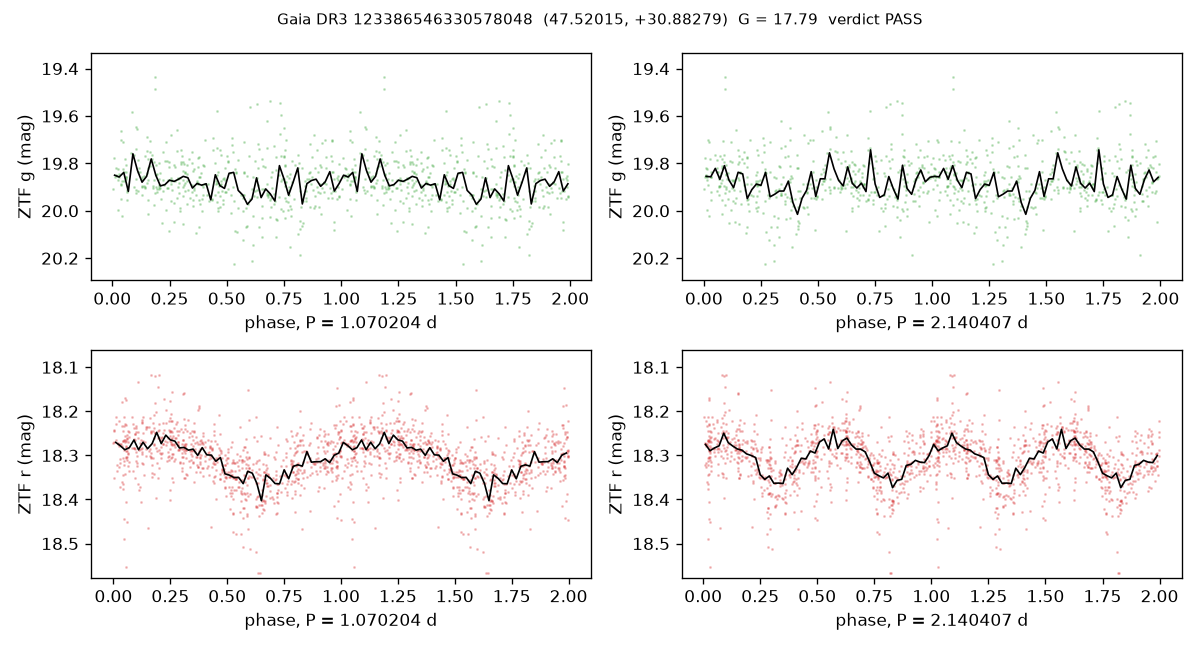 Gaia DR3 123386546330578048 (47.52015, +30.88279) G = 17.79 verdict PASS
ZTF g (mag)
19.4
19.6
19.8
20.0
20.2
0.00 0.25 0.50 0.75 1.00 1.25 1.50 1.75 2.00
phase, P = 1.070204 d
ZTF g (mag)
19.4
19.6
19.8
20.0
20.2
0.00 0.25 0.50 0.75 1.00 1.25 1.50 1.75 2.00
phase, P = 2.140407 d
ZTF r (mag)
18.1
18.2
18.3
18.4
18.5
0.00 0.25 0.50 0.75 1.00 1.25 1.50 1.75 2.00
phase, P = 1.070204 d
ZTF r (mag)
18.1
18.2
18.3
18.4
18.5
0.00 0.25 0.50 0.75 1.00 1.25 1.50 1.75 2.00
phase, P = 2.140407 d